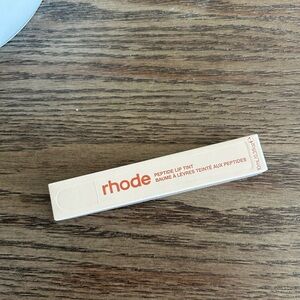 rhode
PEPTIDE LIP TINT
BAUME À LÈVRES TEINTÉ AUX PEPTIDES